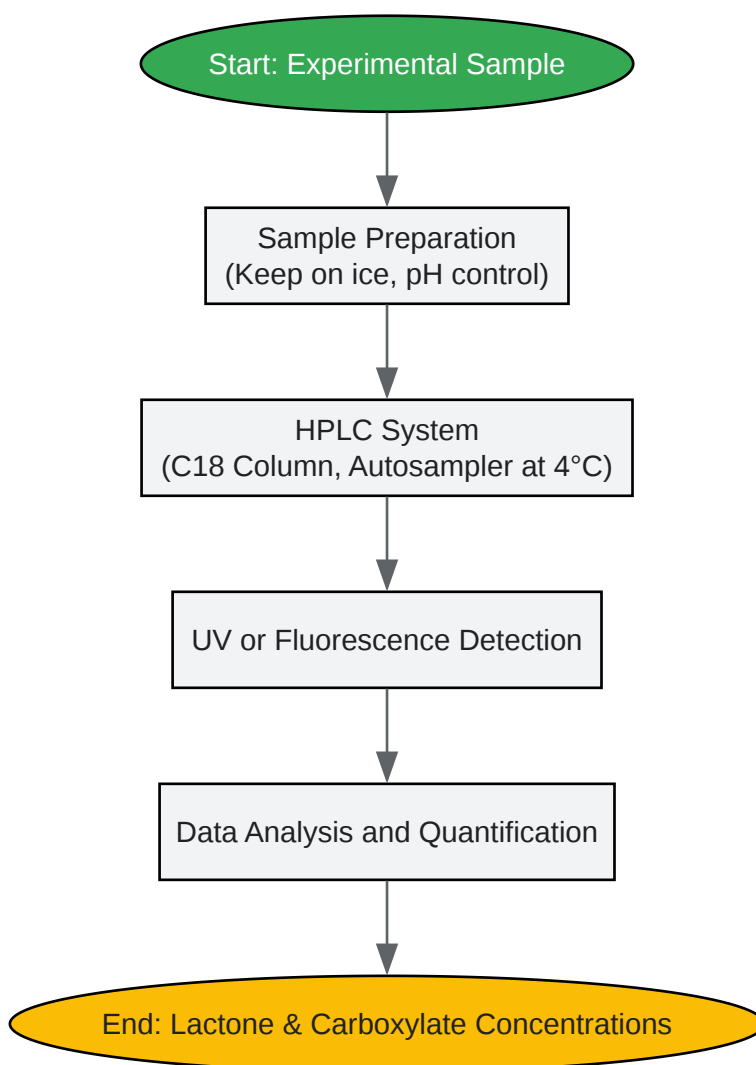 Start: Experimental Sample
Sample Preparation
(Keep on ice, pH control)
HPLC System
(C18 Column, Autosampler at 4°C)
UV or Fluorescence Detection
Data Analysis and Quantification
End: Lactone & Carboxylate Concentrations